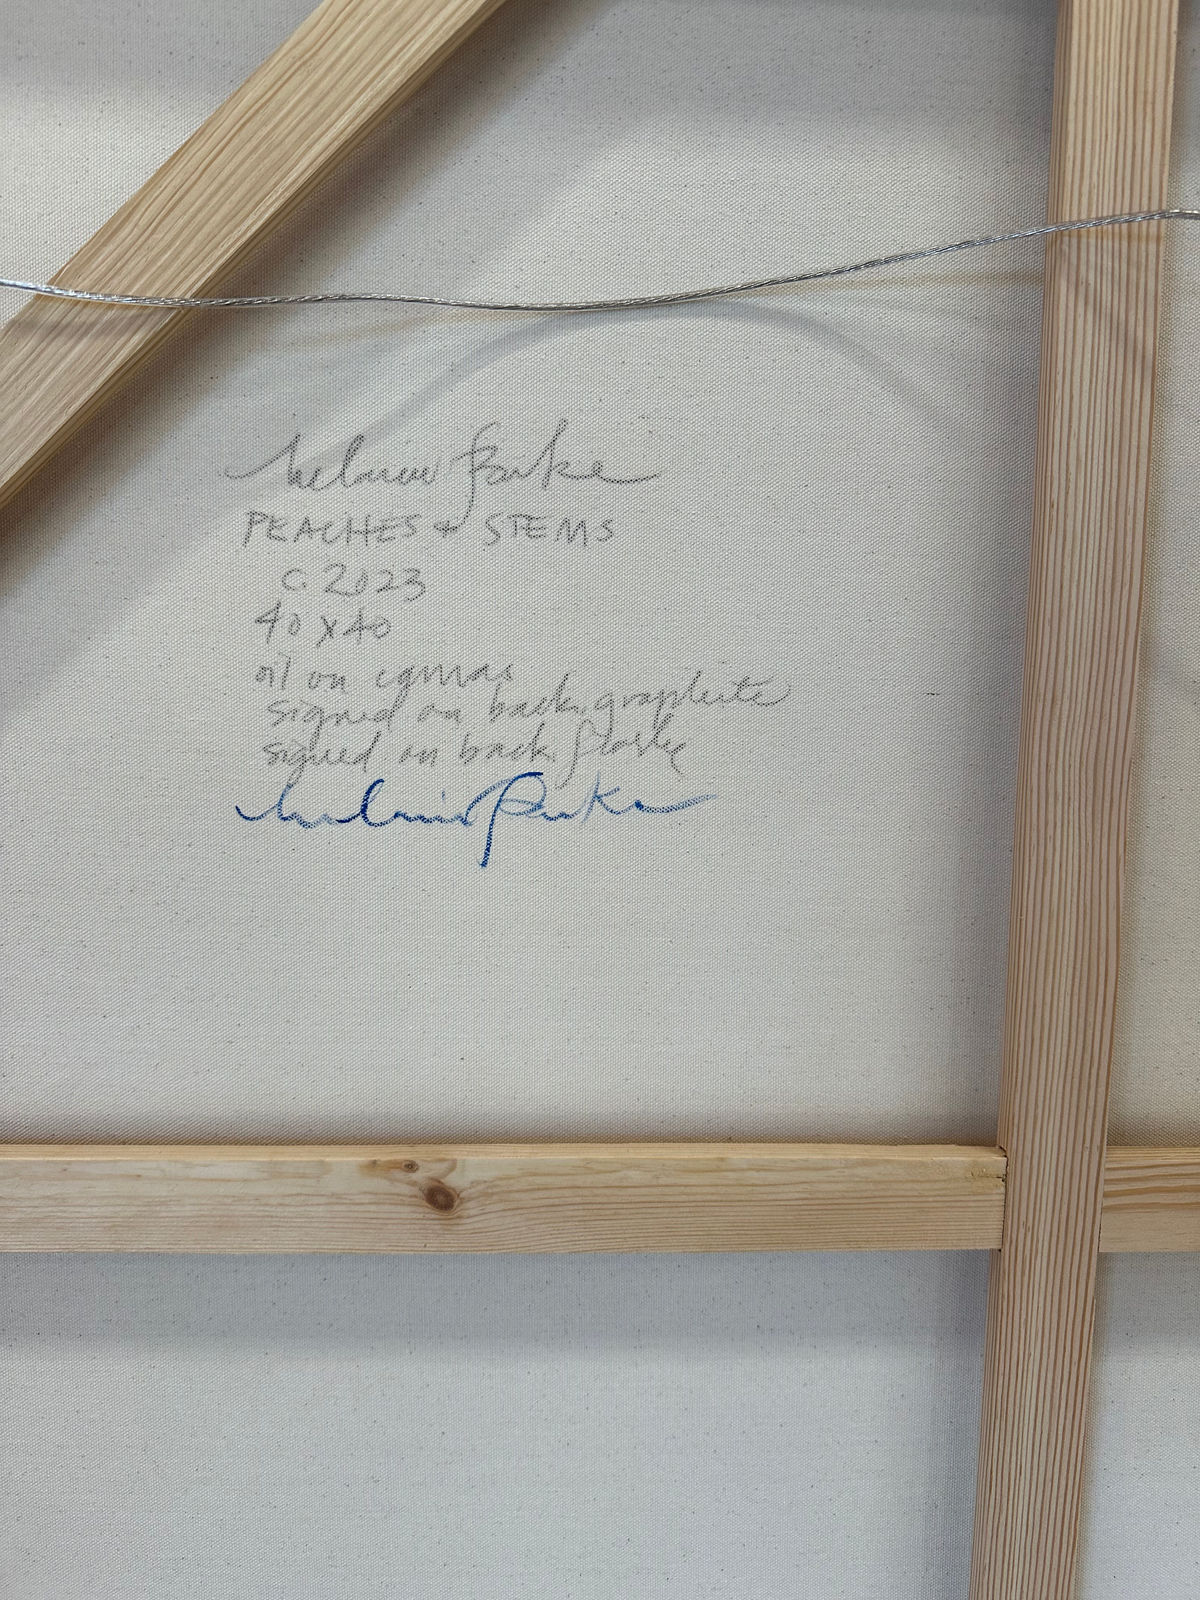 Melanie Parke
PEACHES + STEMS
c. 2023
40 x 40
oil on canvas
signed on back, graphite
signed on back flashe
Melanie Parke